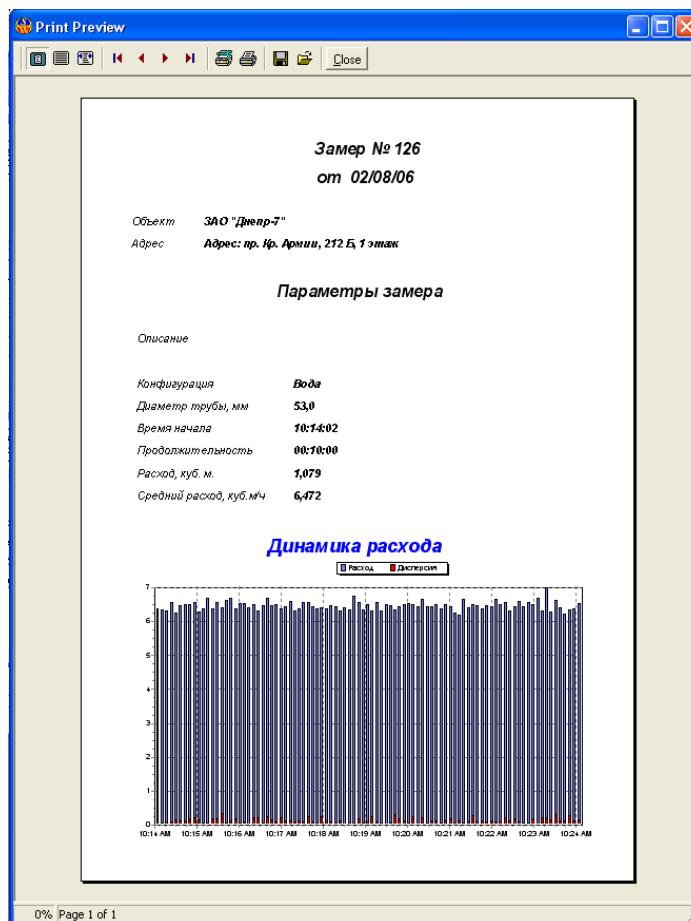 Print Preview
Close
Замер № 126
от 02/08/06
Объект ЗАО "Днепр-7"
Адрес Адрес: пр. Кр. Армии, 212 Б, 1 этаж
Параметры замера
Описание
Конфигурация Вода
Диаметр трубы, мм 53,0
Время начала 10:14:02
Продолжительность 00:10:00
Расход, куб. м. 1,079
Средний расход, куб.м/ч 6,472
Динамика расхода
Расход Дисперсия
7
6
5
4
3
2
1
0
10:14 AM 10:15 AM 10:16 AM 10:17 AM 10:18 AM 10:19 AM 10:20 AM 10:21 AM 10:22 AM 10:23 AM 10:24 AM
0% Page 1 of 1